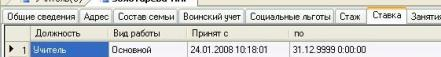 Общие сведения Адрес Состав семьи Воинский учет Социальные льготы Стаж Ставка Заняти
Должность Вид работы Принят с по
1 Учитель Основной 24.01.2008 10:18:01 31.12.9999 0:00:00